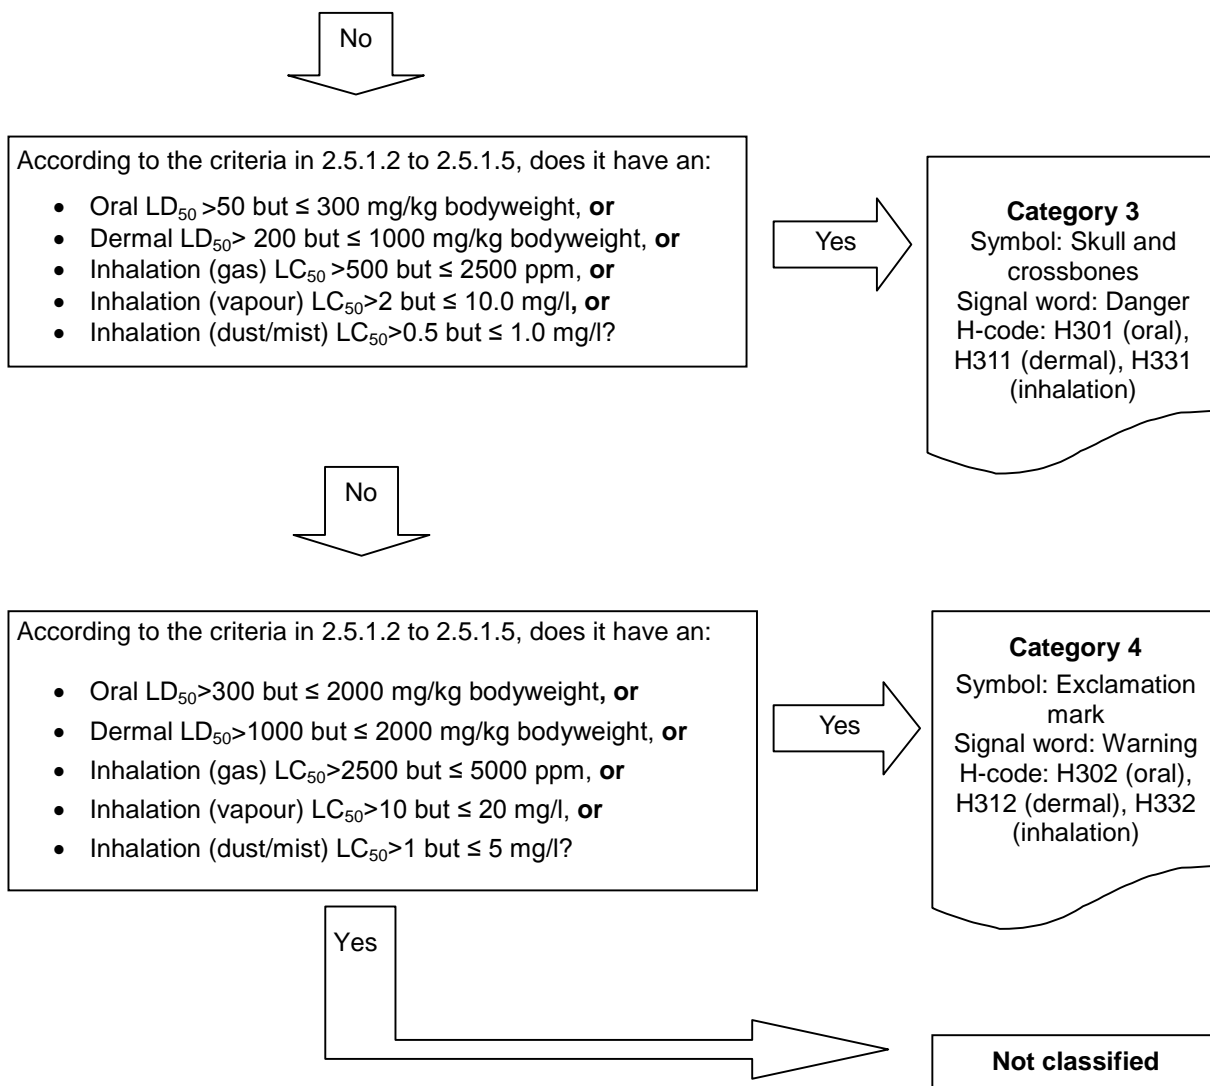 No
According to the criteria in 2.5.1.2 to 2.5.1.5, does it have an:
• Oral LD50 >50 but ≤ 300 mg/kg bodyweight, or
• Dermal LD50> 200 but ≤ 1000 mg/kg bodyweight, or
• Inhalation (gas) LC50 >500 but ≤ 2500 ppm, or
• Inhalation (vapour) LC50>2 but ≤ 10.0 mg/l, or
• Inhalation (dust/mist) LC50>0.5 but ≤ 1.0 mg/l?
Yes
Category 3
Symbol: Skull and
crossbones
Signal word: Danger
H-code: H301 (oral),
H311 (dermal), H331
(inhalation)
No
According to the criteria in 2.5.1.2 to 2.5.1.5, does it have an:
• Oral LD50>300 but ≤ 2000 mg/kg bodyweight, or
• Dermal LD50>1000 but ≤ 2000 mg/kg bodyweight, or
• Inhalation (gas) LC50>2500 but ≤ 5000 ppm, or
• Inhalation (vapour) LC50>10 but ≤ 20 mg/l, or
• Inhalation (dust/mist) LC50>1 but ≤ 5 mg/l?
Yes
Category 4
Symbol: Exclamation
mark
Signal word: Warning
H-code: H302 (oral),
H312 (dermal), H332
(inhalation)
Yes
Not classified